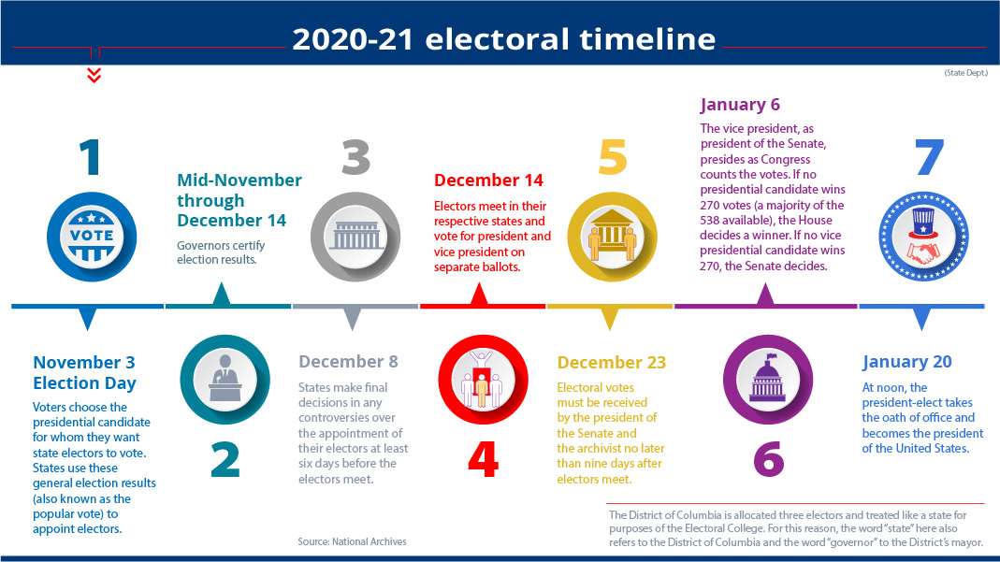 2020-21 electoral timeline
(State Dept.)
1
VOTE
November 3
Election Day
Voters choose the
presidential candidate
for whom they want
state electors to vote.
States use these
general election results
(also known as the
popular vote) to
appoint electors.
Mid-November
through
December 14
Governors certify
election results.
2
3
December 8
States make final
decisions in any
controversies over
the appointment of
their electors at least
six days before the
electors meet.
December 14
Electors meet in their
respective states and
vote for president and
vice president on
separate ballots.
4
5
December 23
Electoral votes
must be received
by the president of
the Senate and
the archivist no later
than nine days after
electors meet.
January 6
The vice president, as
president of the Senate,
presides as Congress
counts the votes. If no
presidential candidate wins
270 votes (a majority of the
538 available), the House
decides a winner. If no vice
presidential candidate wins
270, the Senate decides.
6
7
January 20
At noon, the
president-elect takes
the oath of office and
becomes the president
of the United States.
Source: National Archives
The District of Columbia is allocated three electors and treated like a state for
purposes of the Electoral College. For this reason, the word “state” here also
refers to the District of Columbia and the word “governor” to the District’s mayor.